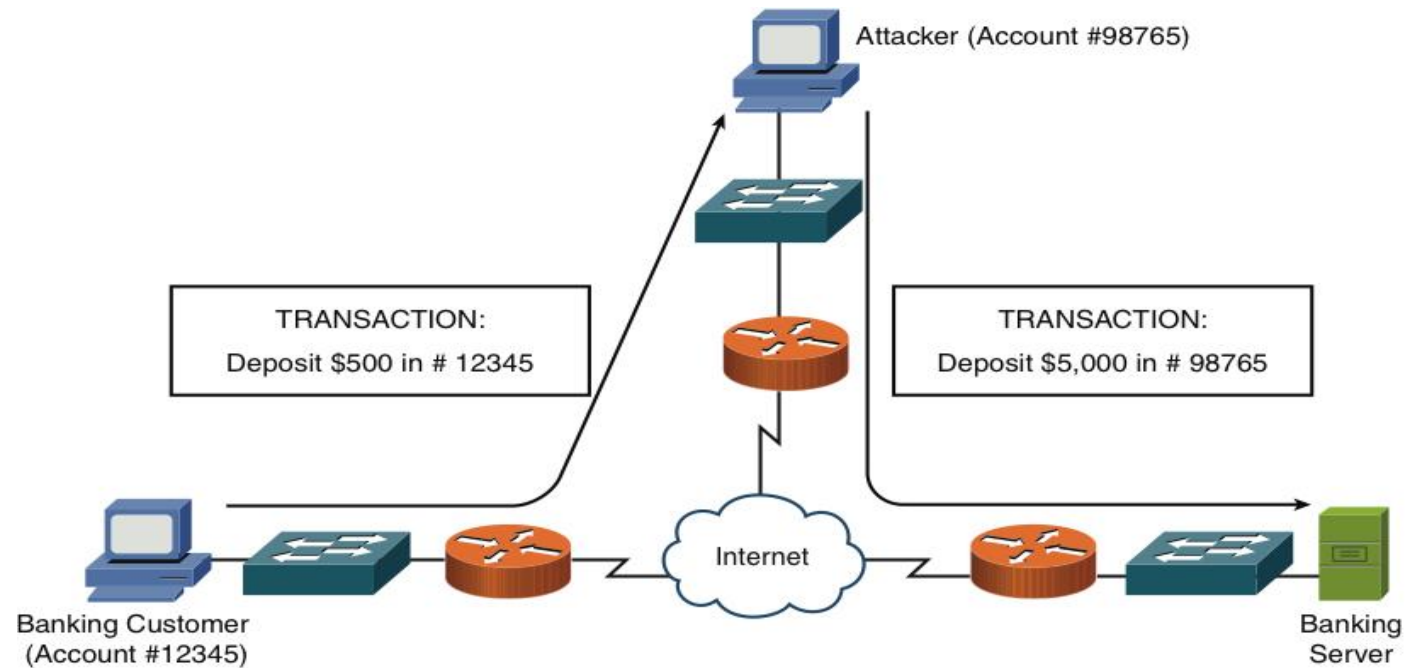 Attacker (Account #98765)
TRANSACTION:
Deposit $500 in # 12345
TRANSACTION:
Deposit $5,000 in # 98765
Internet
Banking Customer
(Account #12345)
Banking
Server